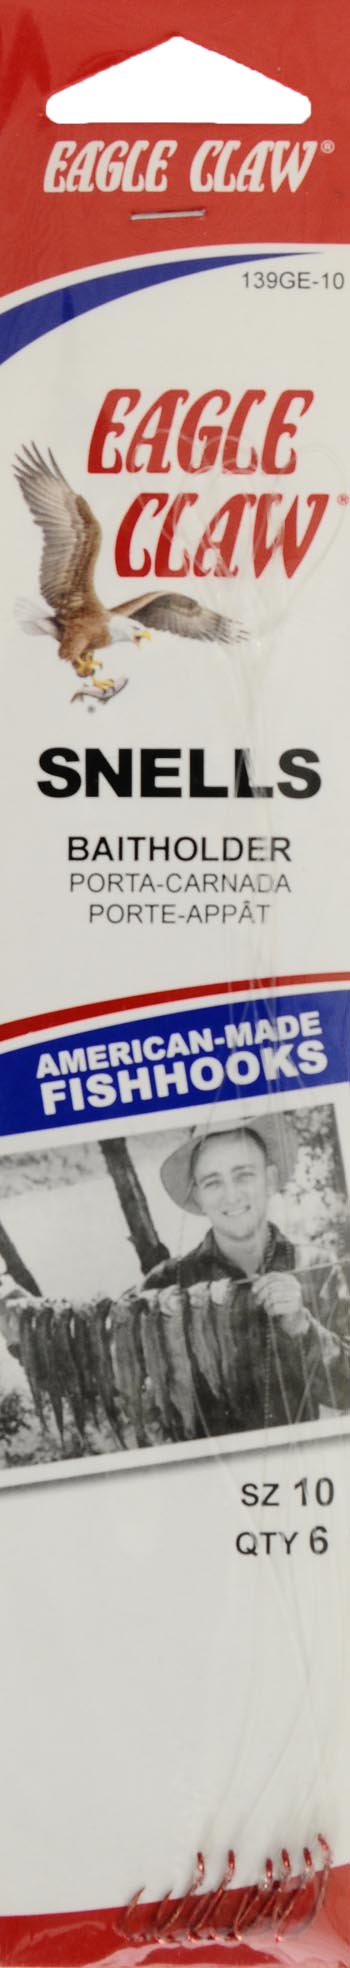 EAGLE CLAW®
139GE-10
EAGLE
CLAW®
SNELLS
BAITHOLDER
PORTA-CARNADA
PORTE-APPÂT
AMERICAN-MADE
FISHHOOKS
SZ 10
QTY 6